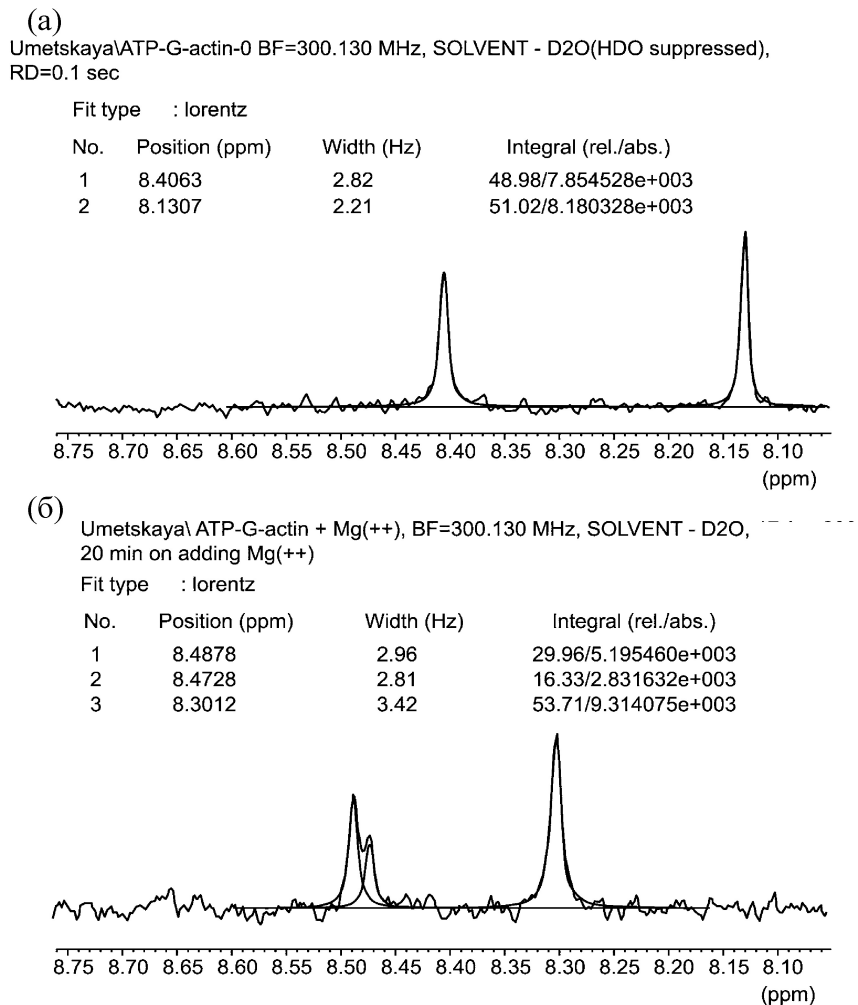 (а)
Umetskaya\ATP-G-actin-0 BF=300.130 MHz, SOLVENT - D2O(HDO suppressed),
RD=0.1 sec
Fit type : lorentz
No. Position (ppm) Width (Hz) Integral (rel./abs.)
1 8.4063 2.82 48.98/7.854528e+003
2 8.1307 2.21 51.02/8.180328e+003
8.75 8.70 8.65 8.60 8.55 8.50 8.45 8.40 8.35 8.30 8.25 8.20 8.15 8.10
(ppm)
(б)
Umetskaya\ ATP-G-actin + Mg(++), BF=300.130 MHz, SOLVENT - D2O,
20 min on adding Mg(++)
Fit type : lorentz
No. Position (ppm) Width (Hz) Integral (rel./abs.)
1 8.4878 2.96 29.96/5.195460e+003
2 8.4728 2.81 16.33/2.831632e+003
3 8.3012 3.42 53.71/9.314075e+003
8.75 8.70 8.65 8.60 8.55 8.50 8.45 8.40 8.35 8.30 8.25 8.20 8.15 8.10
(ppm)